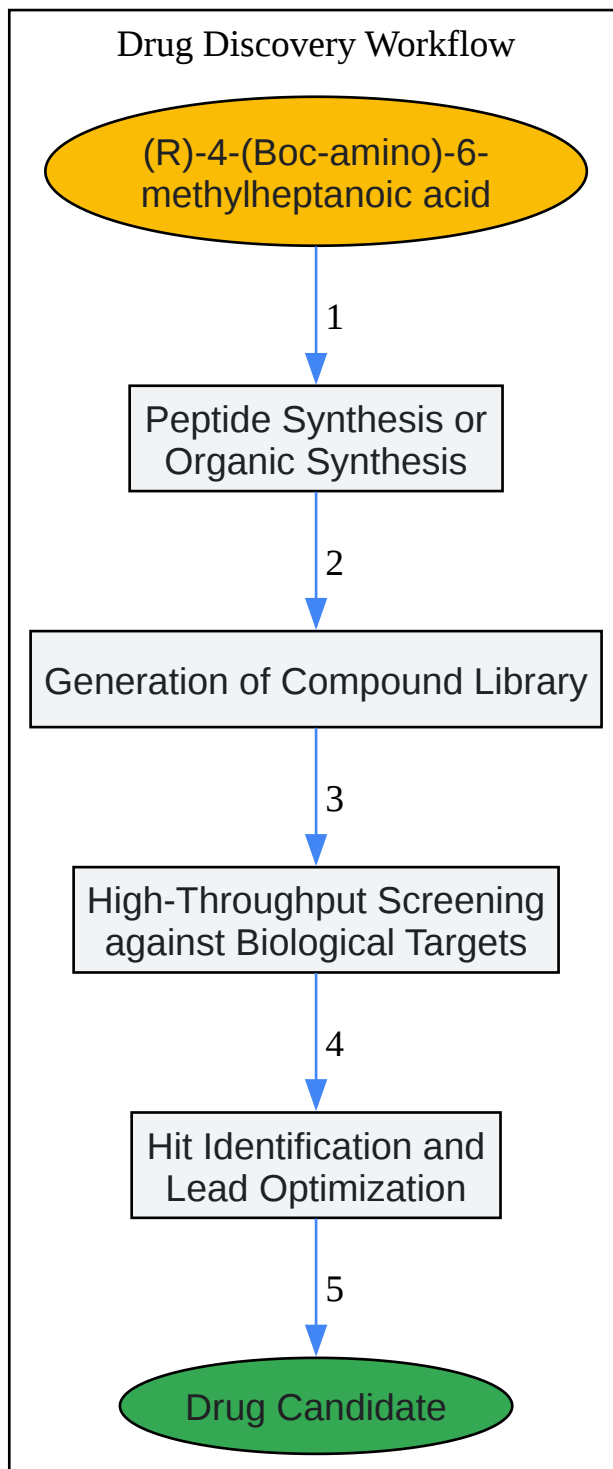 Drug Discovery Workflow
(R)-4-(Boc-amino)-6-
methylheptanoic acid
1
Peptide Synthesis or
Organic Synthesis
2
Generation of Compound Library
3
High-Throughput Screening
against Biological Targets
4
Hit Identification and
Lead Optimization
5
Drug Candidate